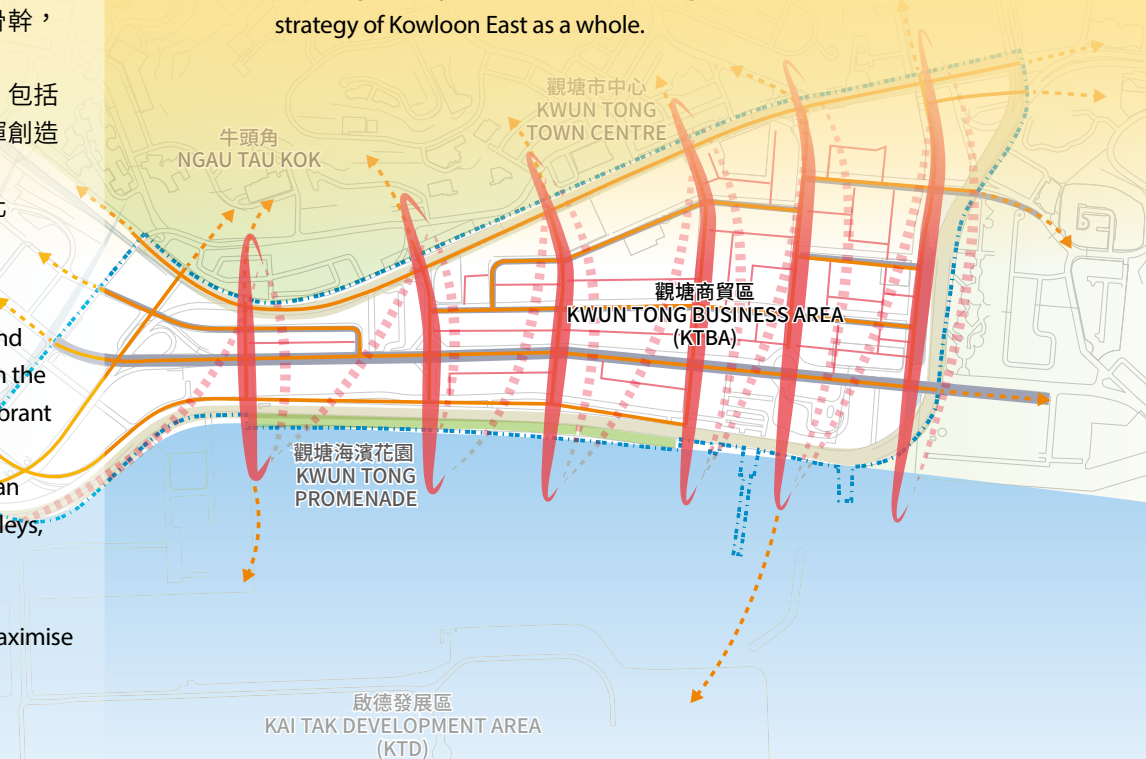 骨幹，
包括
創造
strategy of Kowloon East as a whole.
觀塘市中心
KWUN TONG
TOWN CENTRE
牛頭角
NGAU TAU KOK
觀塘商貿區
KWUN TONG BUSINESS AREA
(KTBA)
nd
n the
brant
an
leys,
aximise
觀塘海濱花園
KWUN TONG
PROMENADE
啟德發展區
KAI TAK DEVELOPMENT AREA
(KTD)